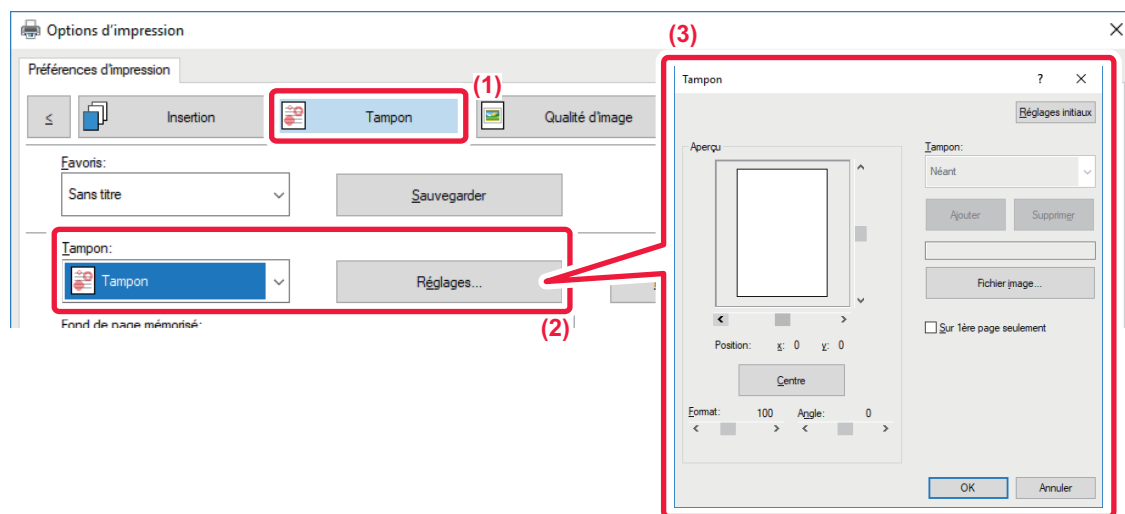 Options d'impression
Préférences d'impression
(1)
<
Insertion
Tampon
Qualité d'image
Favoris:
Sans titre
Sauvegarder
Tampon:
Tampon
Réglages...
Fond de page mémorisé:
(2)
(3)
Tampon
?
Réglages initiaux
Aperçu
Position: x: 0 y: 0
Centre
Format: 100 Angle: 0
Tampon:
Néant
Ajouter
Supprimer
Fichier image...
Sur 1ère page seulement
OK
Annuler